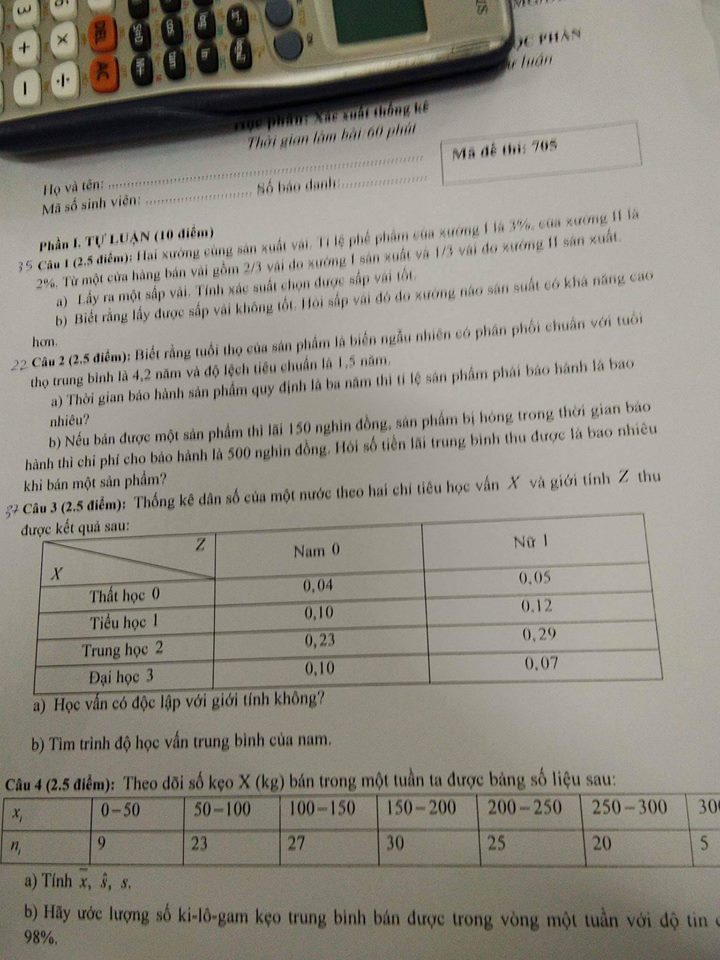 ỌC PHẦN
ự luận
Học phần: Xác suất thống kê
Thời gian làm bài 60 phút
Mã đề thi: 705
Họ và tên: ............ Số báo danh:............
Mã số sinh viên: ............
Phần I. TỰ LUẬN (10 điểm)
35 Câu 1 (2.5 điểm): Hai xưởng cùng sản xuất vải. Tỉ lệ phế phẩm của xưởng I là 3%, của xưởng II là
2%. Từ một cửa hàng bán vải gồm 2/3 vải do xưởng I sản xuất và 1/3 vải do xưởng II sản xuất.
a) Lấy ra một sấp vải. Tính xác suất chọn được sấp vải tốt.
b) Biết rằng lấy được sấp vải không tốt. Hỏi sấp vải đó do xưởng nào sản suất có khả năng cao
hơn.
22 Câu 2 (2.5 điểm): Biết rằng tuổi thọ của sản phẩm là biến ngẫu nhiên có phân phối chuẩn với tuổi
thọ trung bình là 4,2 năm và độ lệch tiêu chuẩn là 1,5 năm.
a) Thời gian bảo hành sản phẩm quy định là ba năm thì tỉ lệ sản phẩm phải bảo hành là bao
nhiêu?
b) Nếu bán được một sản phẩm thì lãi 150 nghìn đồng, sản phẩm bị hỏng trong thời gian bảo
hành thì chi phí cho bảo hành là 500 nghìn đồng. Hỏi số tiền lãi trung bình thu được là bao nhiêu
khi bán một sản phẩm?
37 Câu 3 (2.5 điểm): Thống kê dân số của một nước theo hai chỉ tiêu học vấn X và giới tính Z thu
được kết quả sau:
Z Nam 0 Nữ 1
X
Thất học 0 0,04 0,05
Tiểu học 1 0,10 0,12
Trung học 2 0,23 0,29
Đại học 3 0,10 0,07
a) Học vấn có độc lập với giới tính không?
b) Tìm trình độ học vấn trung bình của nam.
Câu 4 (2.5 điểm): Theo dõi số kẹo X (kg) bán trong một tuần ta được bảng số liệu sau:
xᵢ 0–50 50–100 100–150 150–200 200–250 250–300 30
nᵢ 9 23 27 30 25 20 5
a) Tính x̄, ŝ, s.
b) Hãy ước lượng số ki-lô-gam kẹo trung bình bán được trong vòng một tuần với độ tin
98%.